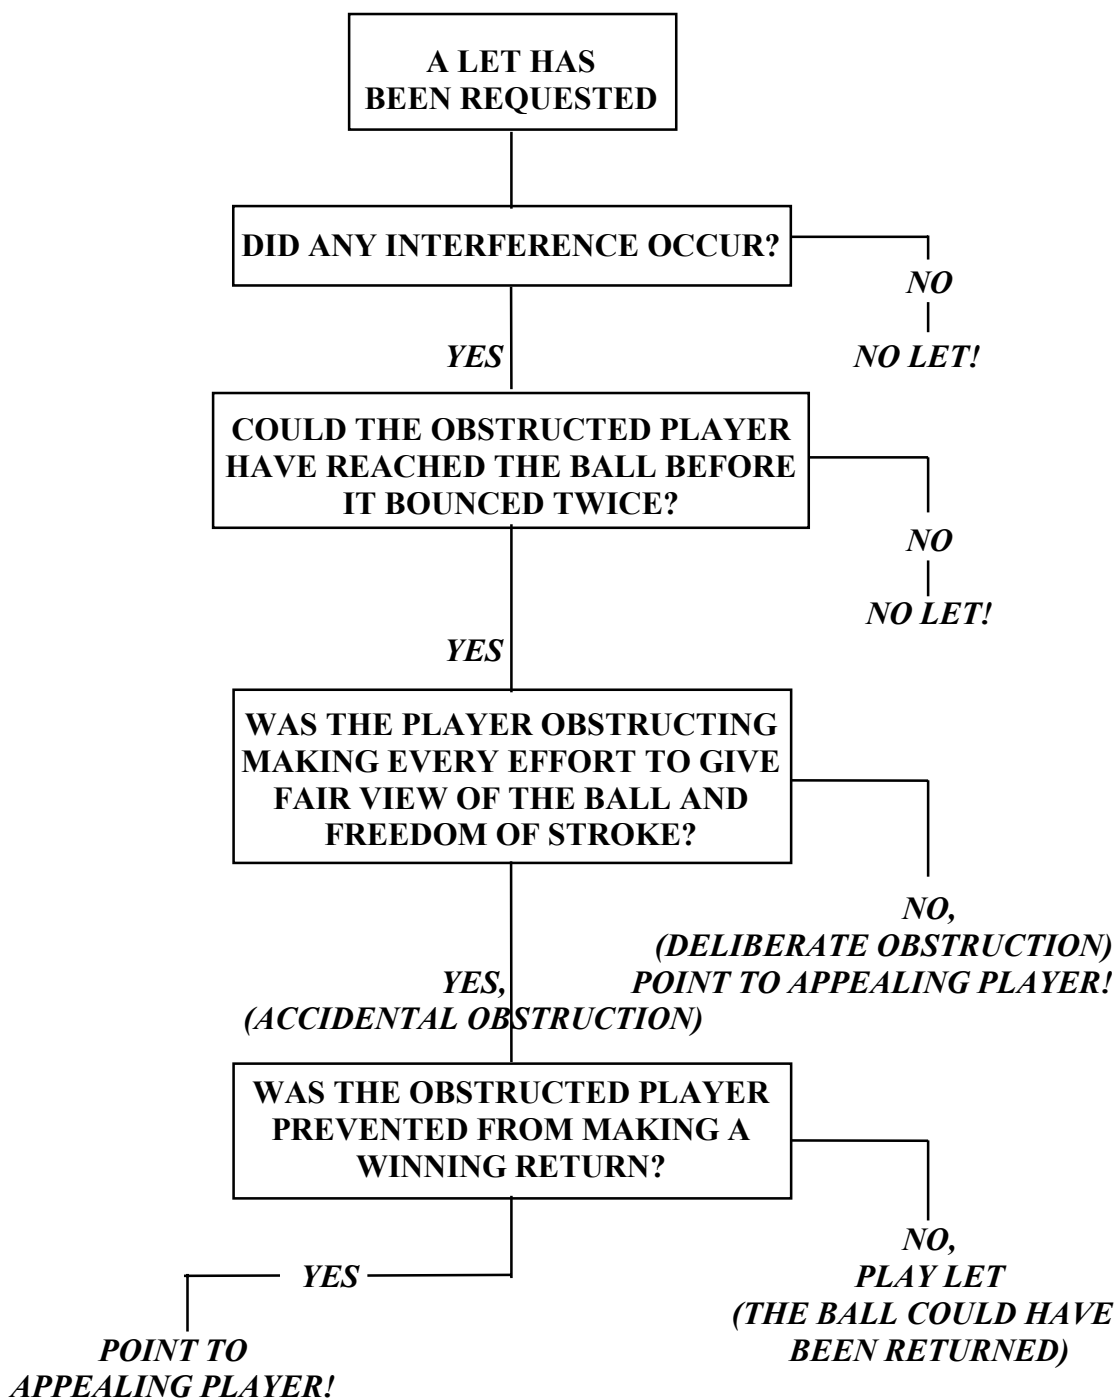 A LET HAS
BEEN REQUESTED
DID ANY INTERFERENCE OCCUR?
NO
NO LET!
YES
COULD THE OBSTRUCTED PLAYER
HAVE REACHED THE BALL BEFORE
IT BOUNCED TWICE?
NO
NO LET!
YES
WAS THE PLAYER OBSTRUCTING
MAKING EVERY EFFORT TO GIVE
FAIR VIEW OF THE BALL AND
FREEDOM OF STROKE?
NO,
(DELIBERATE OBSTRUCTION)
POINT TO APPEALING PLAYER!
YES,
(ACCIDENTAL OBSTRUCTION)
WAS THE OBSTRUCTED PLAYER
PREVENTED FROM MAKING A
WINNING RETURN?
NO,
PLAY LET
(THE BALL COULD HAVE
BEEN RETURNED)
YES
POINT TO
APPEALING PLAYER!